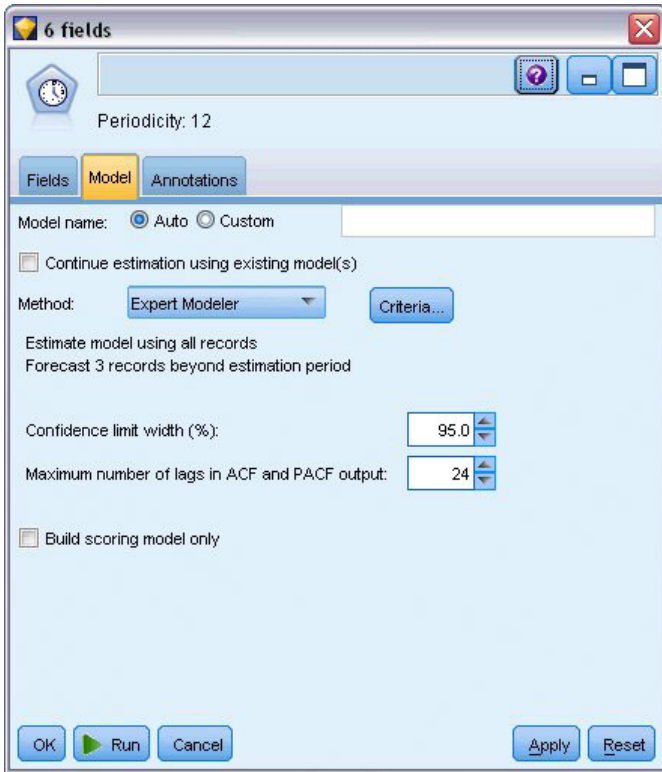 6 fields
Periodicity: 12
Fields Model Annotations
Model name: Auto Custom
Continue estimation using existing model(s)
Method: Expert Modeler Criteria...
Estimate model using all records
Forecast 3 records beyond estimation period
Confidence limit width (%): 95.0
Maximum number of lags in ACF and PACF output: 24
Build scoring model only
OK Run Cancel Apply Reset